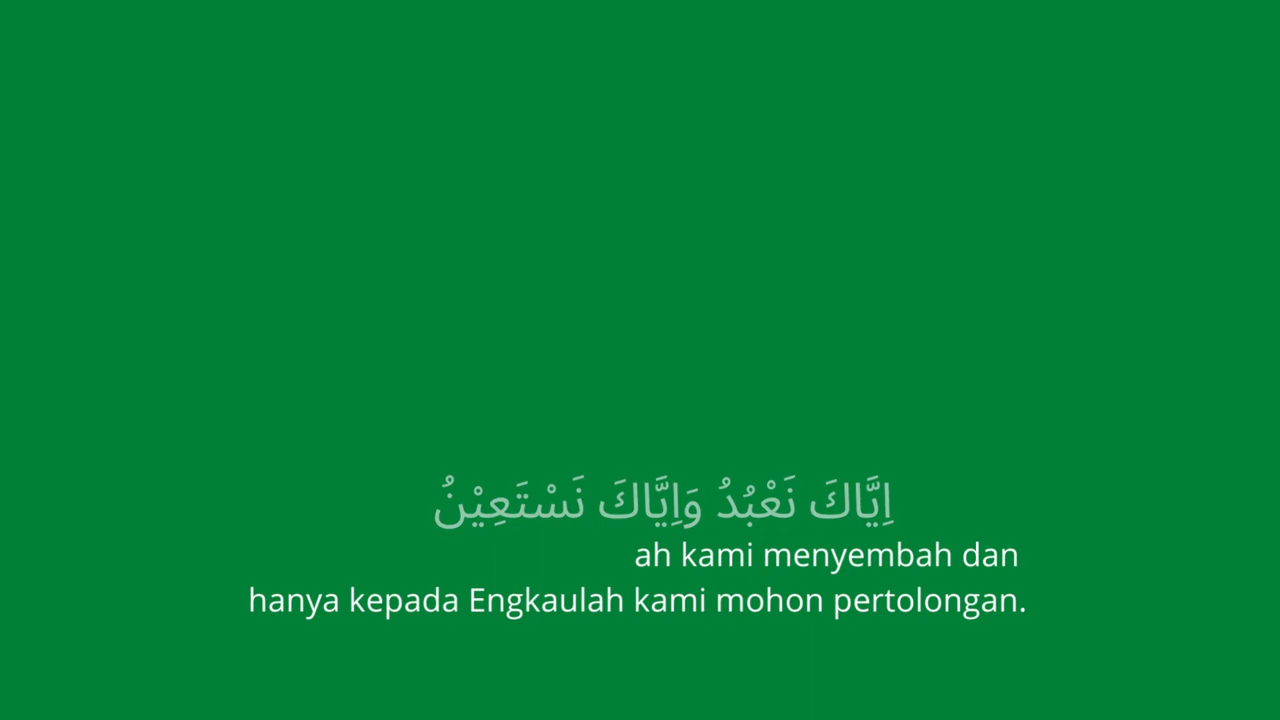 اِيَّاكَ نَعْبُدُ وَاِيَّاكَ نَسْتَعِيْنُ
ah kami menyembah dan
hanya kepada Engkaulah kami mohon pertolongan.